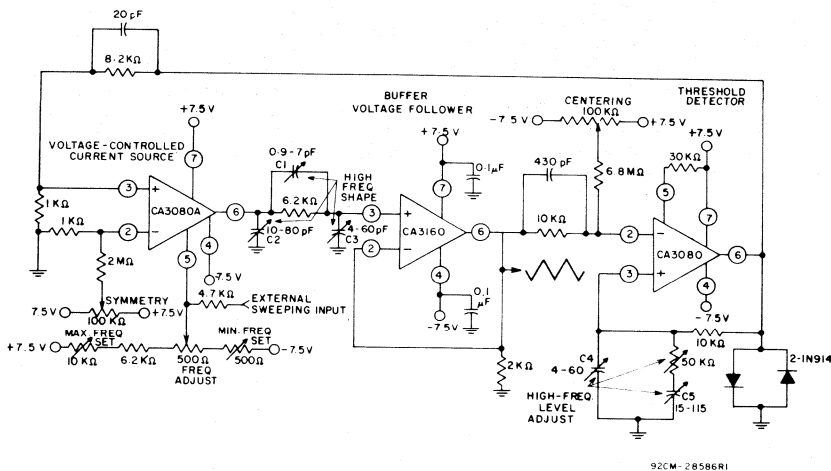 20 pF
8.2KΩ
+7.5V
VOLTAGE-CONTROLLED
CURRENT SOURCE
7
3
+
CA3080A
6
1KΩ
1KΩ
2
−
5
4
-7.5V
2MΩ
4.7KΩ
EXTERNAL
SWEEPING INPUT
SYMMETRY
7.5V
+7.5V
100KΩ
MAX. FREQ
SET
+7.5V
10KΩ
6.2KΩ
500Ω
FREQ
ADJUST
MIN. FREQ
SET
500Ω
-7.5V
0.9-7pF
C1
HIGH
FREQ
SHAPE
6.2KΩ
10-80pF
C2
4-60pF
C3
BUFFER
VOLTAGE FOLLOWER
+7.5V
0.1µF
7
3
+
CA3160
6
2
−
4
0.1
µF
-7.5V
2KΩ
430 pF
10KΩ
CENTERING
100KΩ
-7.5V
+7.5V
6.8MΩ
THRESHOLD
DETECTOR
+7.5V
30KΩ
5
7
2
−
CA3080
6
3
+
4
-7.5V
10KΩ
2-1N914
C4
4-60
50KΩ
C5
15-115
HIGH-FREQ.
LEVEL
ADJUST
92CM-28586R1